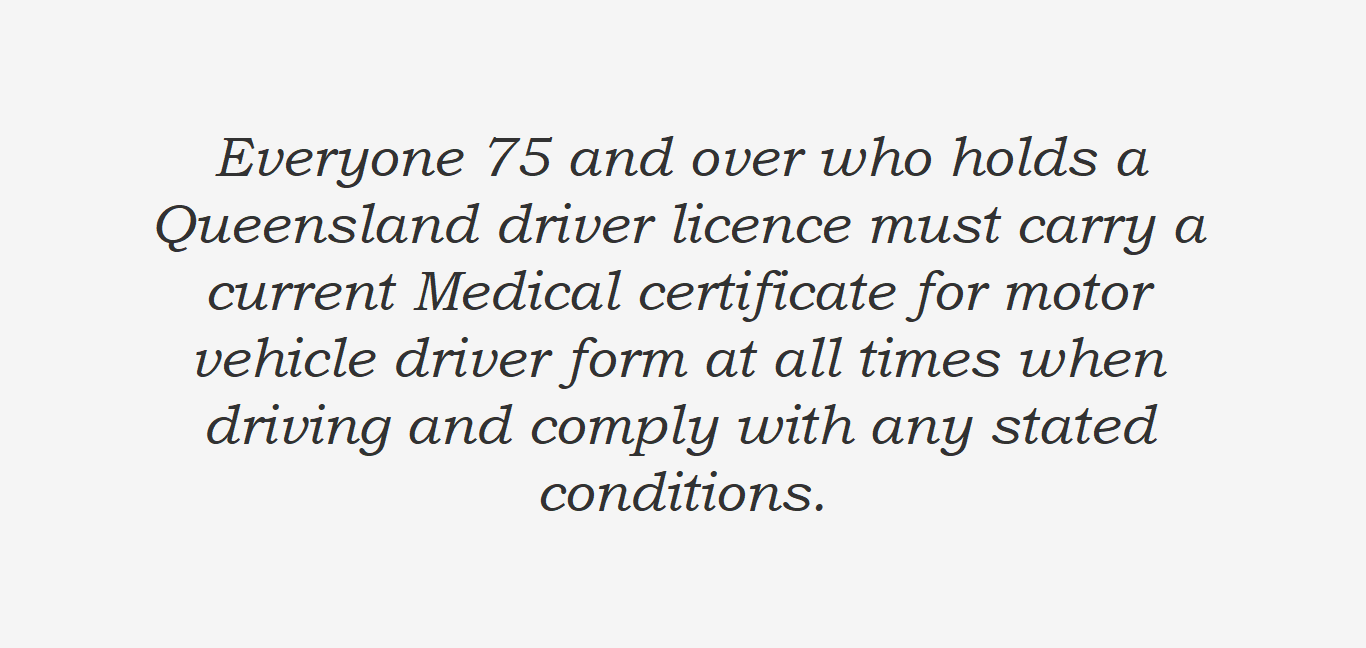 Everyone 75 and over who holds a
Queensland driver licence must carry a
current Medical certificate for motor
vehicle driver form at all times when
driving and comply with any stated
conditions.